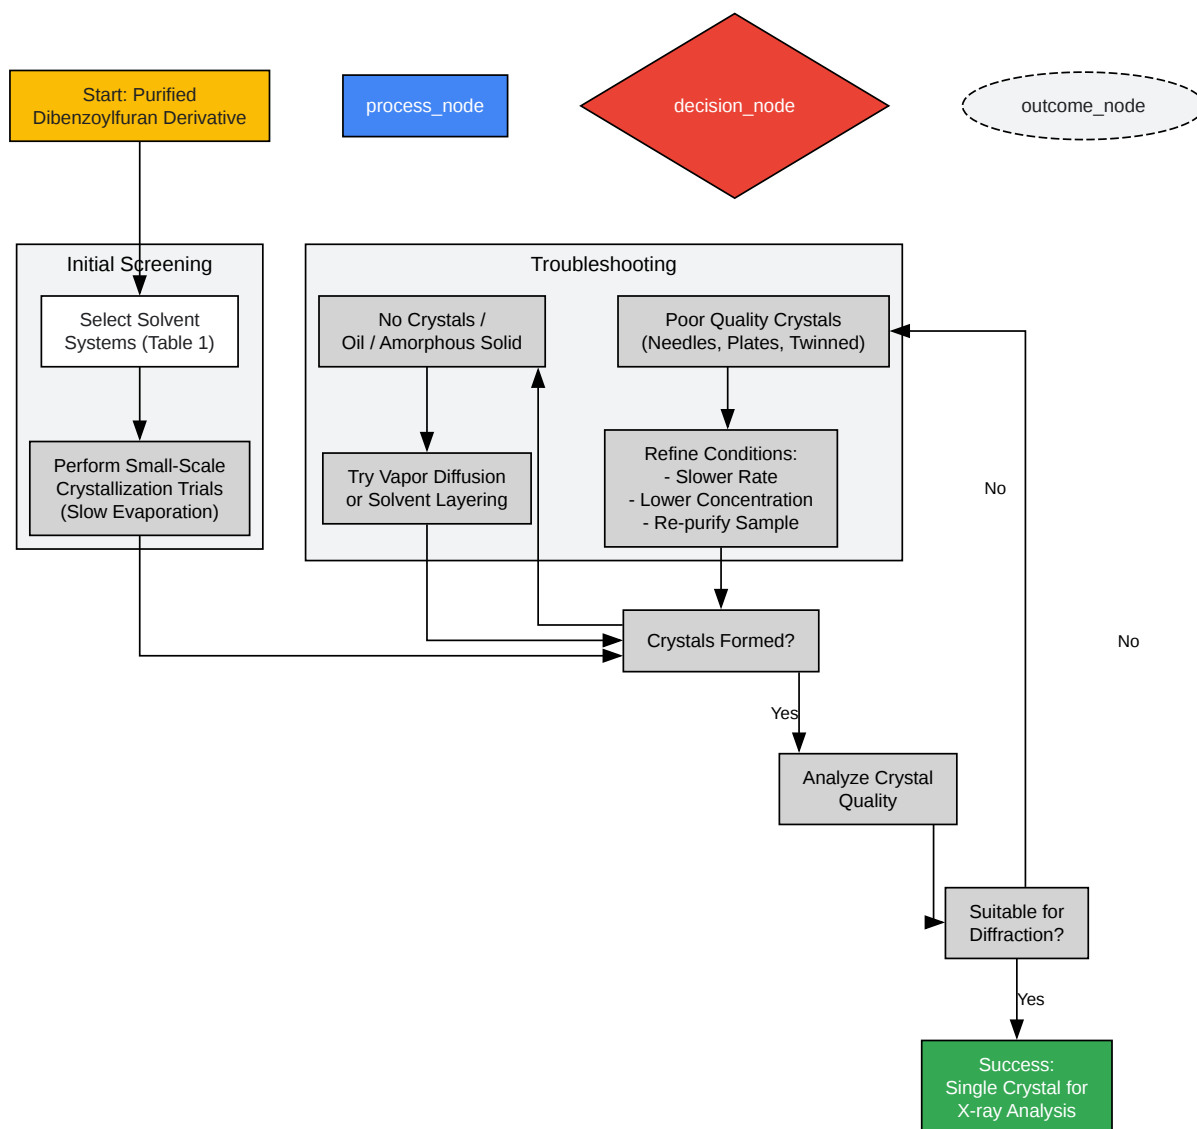 Start: Purified
Dibenzoylfuran Derivative
process_node
decision_node
outcome_node
Initial Screening
Select Solvent
Systems (Table 1)
Perform Small-Scale
Crystallization Trials
(Slow Evaporation)
Troubleshooting
No Crystals /
Oil / Amorphous Solid
Try Vapor Diffusion
or Solvent Layering
Poor Quality Crystals
(Needles, Plates, Twinned)
Refine Conditions:
- Slower Rate
- Lower Concentration
- Re-purify Sample
No
No
Crystals Formed?
Yes
Analyze Crystal
Quality
Suitable for
Diffraction?
Yes
Success:
Single Crystal for
X-ray Analysis